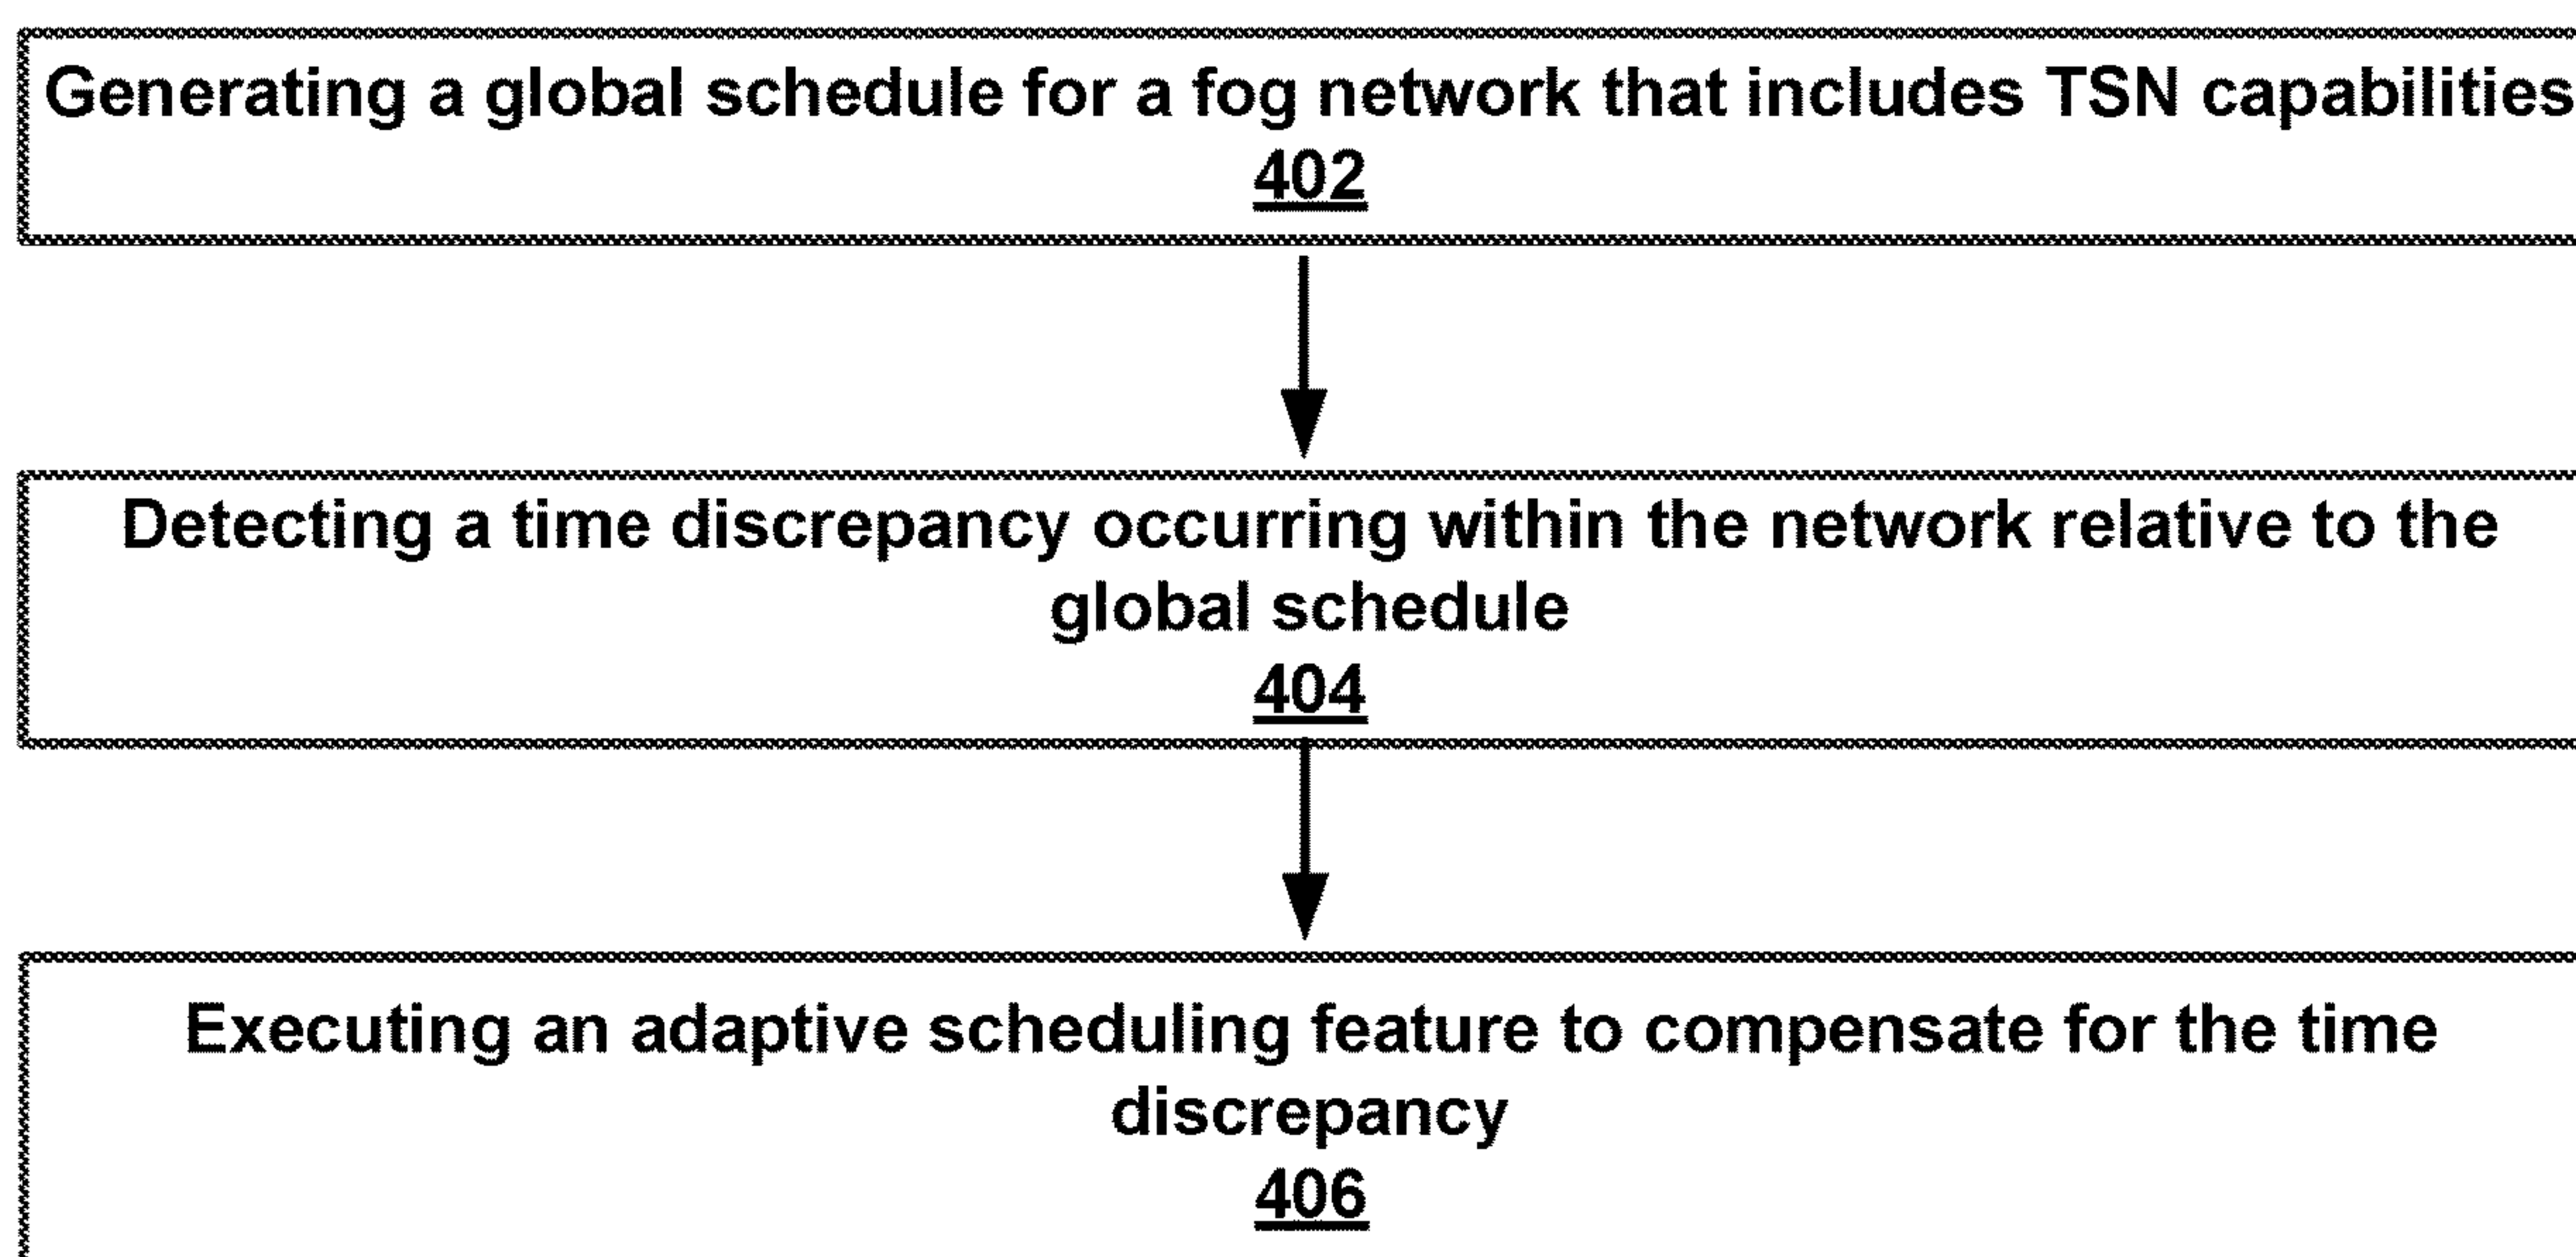 Generating a global schedule for a fog network that includes TSN capabilities
402
Detecting a time discrepancy occurring within the network relative to the
global schedule
404
Executing an adaptive scheduling feature to compensate for the time
discrepancy
406